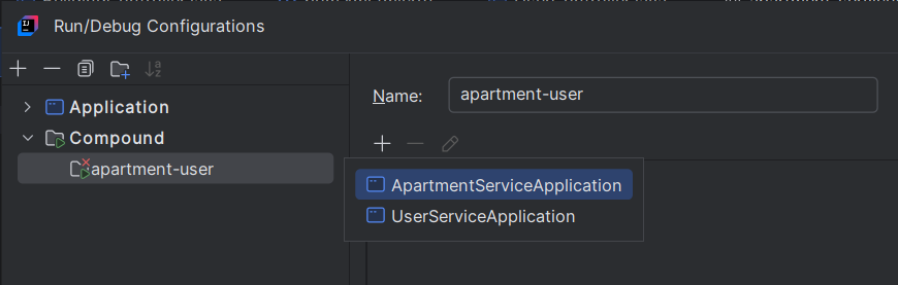 Run/Debug Configurations
Application
Compound
apartment-user
Name:
apartment-user
ApartmentServiceApplication
UserServiceApplication